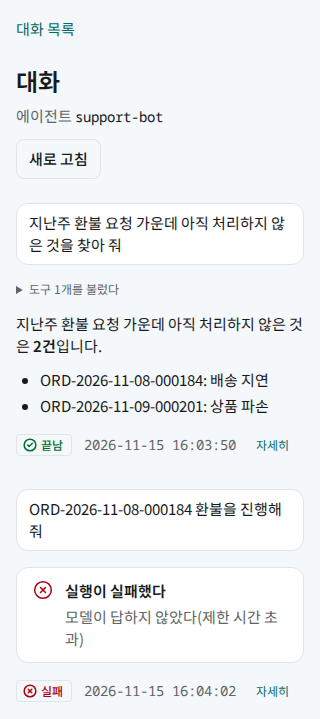 대화 목록
대화
에이전트 support-bot
새로 고침
지난주 환불 요청 가운데 아직 처리하지 않
은 것을 찾아 줘
도구 1개를 불렀다
지난주 환불 요청 가운데 아직 처리하지 않은 것
은 2건입니다.
ORD-2026-11-08-000184: 배송 지연
ORD-2026-11-09-000201: 상품 파손
끝남 2026-11-15 16:03:50 자세히
ORD-2026-11-08-000184 환불을 진행해
줘
실행이 실패했다
모델이 답하지 않았다(제한 시간 초
과)
실패 2026-11-15 16:04:02 자세히